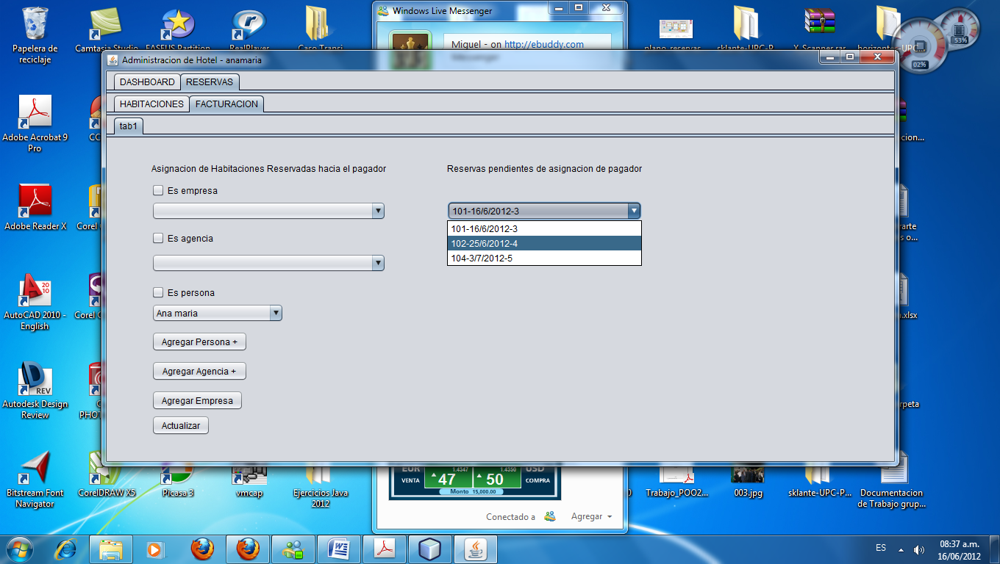 Windows Live Messenger
Papelera de
reciclaje
Camtasia Studio
EASEUS Partition
RealPlayer
Caso Transi
Miguel - on http://ebuddy.com
plano_reservas
sklante-UPC-P
X-Scanner.rar
53%
02%
Administracion de Hotel - anamaria
DASHBOARD
RESERVAS
HABITACIONES
FACTURACION
tab1
Asignacion de Habitaciones Reservadas hacia el pagador
Reservas pendientes de asignacion de pagador
Es empresa
101-16/6/2012-3
101-16/6/2012-3
102-25/6/2012-4
104-3/7/2012-5
Es agencia
Es persona
Ana maria
Agregar Persona +
Agregar Agencia +
Agregar Empresa
Actualizar
Adobe Acrobat 9
Pro
CC
Adobe Reader X
Corel
AutoCAD 2010 -
English
2010
Corel
Autodesk Design
Review
REV
PHOT
cion...
rarte
s o...
.xlsx
rpeta
Bitstream Font
Navigator
CorelDRAW X5
Picasa 3
vmcap
Ejercicios Java
2012
EUR
1.4347
1.4350
USD
VENTA
47
50
COMPRA
Monto 15,000.00
Conectado a
Agregar
Trabajo_POO2...
003.jpg
sklante-UPC-P...
Documentacion
de Trabajo grup...
ES
08:37 a.m.
16/06/2012